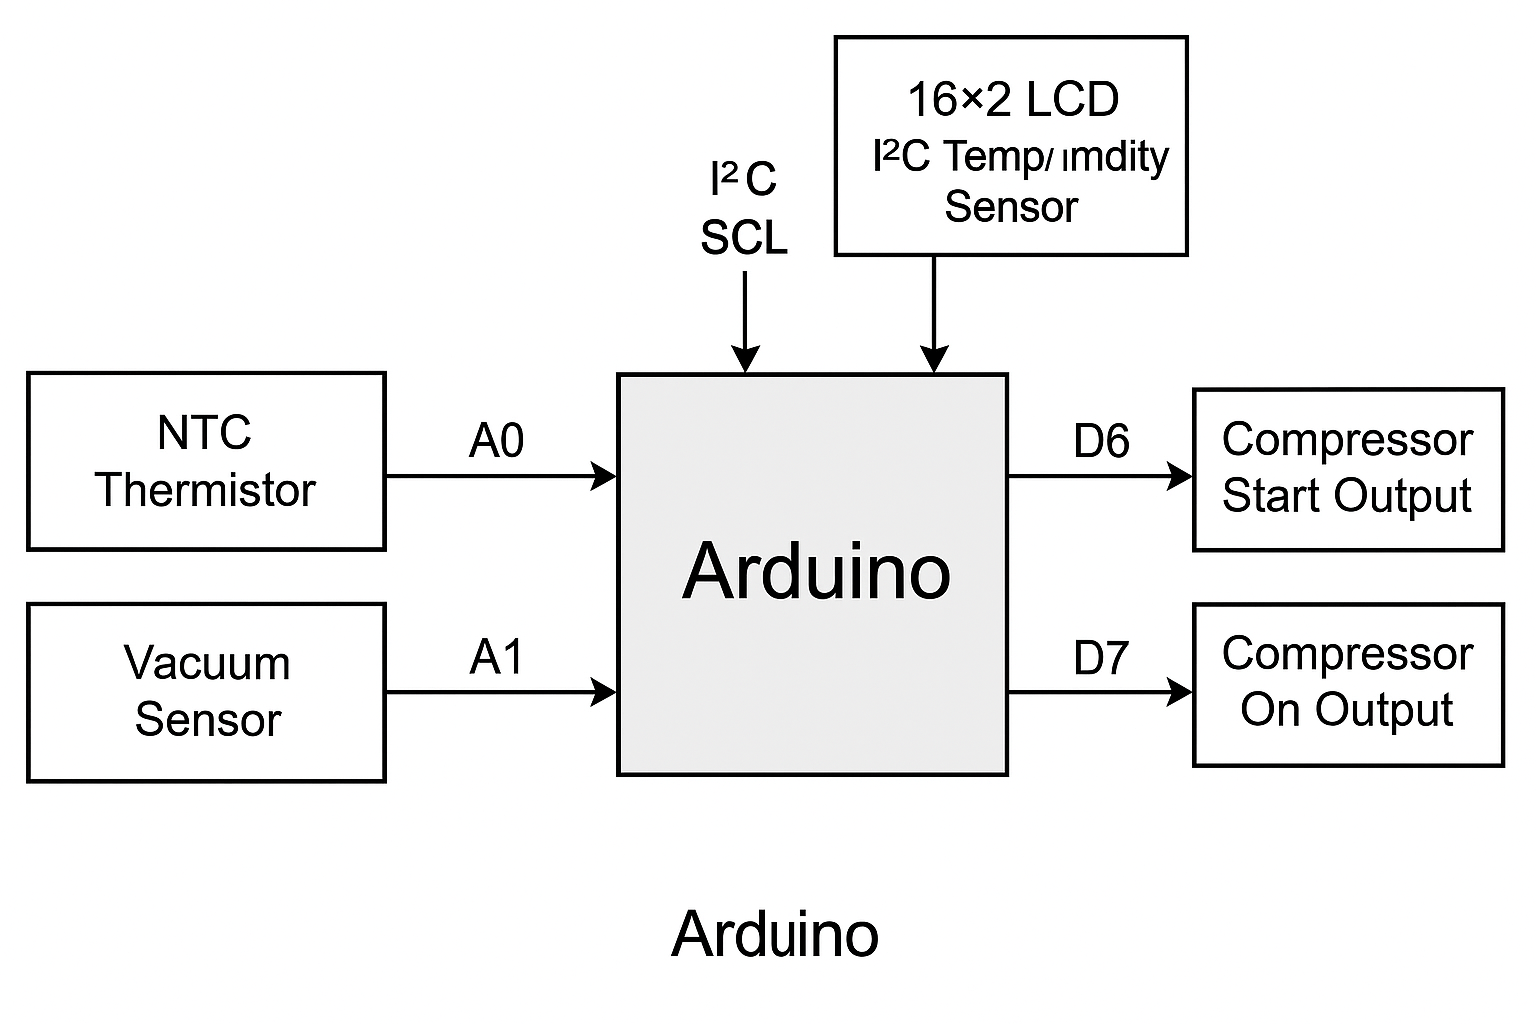 16×2 LCD
I²C Temp/
Sensor
I²C
SCL
NTC
Thermistor
A0
Vacuum
Sensor
A1
Arduino
D6
Compressor
Start Output
D7
Compressor
On Output
Arduino